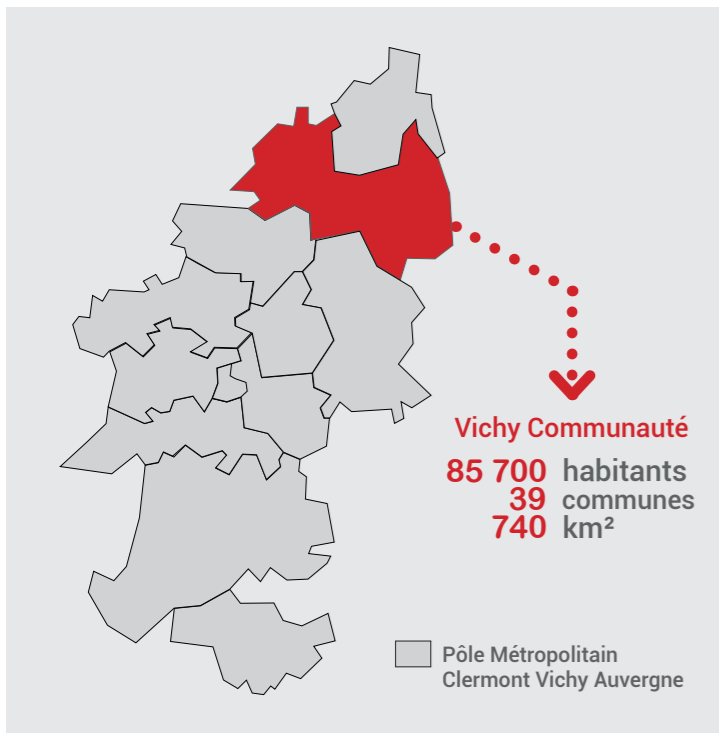 Vichy Communauté
85 700 habitants
39 communes
740 km²
Pôle Métropolitain
Clermont Vichy Auvergne